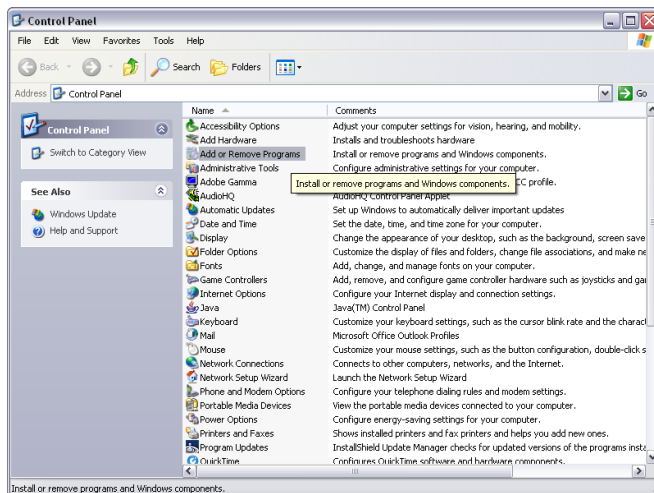 Control Panel
File Edit View Favorites Tools Help
Back Search Folders
Address Control Panel Go
Control Panel
Switch to Category View
See Also
Windows Update
Help and Support
Name Comments
Accessibility Options Adjust your computer settings for vision, hearing, and mobility.
Add Hardware Installs and troubleshoots hardware
Add or Remove Programs Install or remove programs and Windows components.
Administrative Tools Configure administrative settings for your computer.
Adobe Gamma Install or remove programs and Windows components. CC profile.
AudioHQ AudioHQ Control Panel Applet
Automatic Updates Set up Windows to automatically deliver important updates
Date and Time Set the date, time, and time zone for your computer.
Display Change the appearance of your desktop, such as the background, screen save
Folder Options Customize the display of files and folders, change file associations, and make ne
Fonts Add, change, and manage fonts on your computer.
Game Controllers Add, remove, and configure game controller hardware such as joysticks and gar
Internet Options Configure your Internet display and connection settings.
Java Java(TM) Control Panel
Keyboard Customize your keyboard settings, such as the cursor blink rate and the charact
Mail Microsoft Office Outlook Profiles
Mouse Customize your mouse settings, such as the button configuration, double-click s
Network Connections Connects to other computers, networks, and the Internet.
Network Setup Wizard Launch the Network Setup Wizard
Phone and Modem Options Configure your telephone dialing rules and modem settings.
Portable Media Devices View the portable media devices connected to your computer.
Power Options Configure energy-saving settings for your computer.
Printers and Faxes Shows installed printers and fax printers and helps you add new ones.
Program Updates InstallShield Update Manager checks for updated versions of the programs insta
QuickTime Configures QuickTime software and hardware components.
Install or remove programs and Windows components.